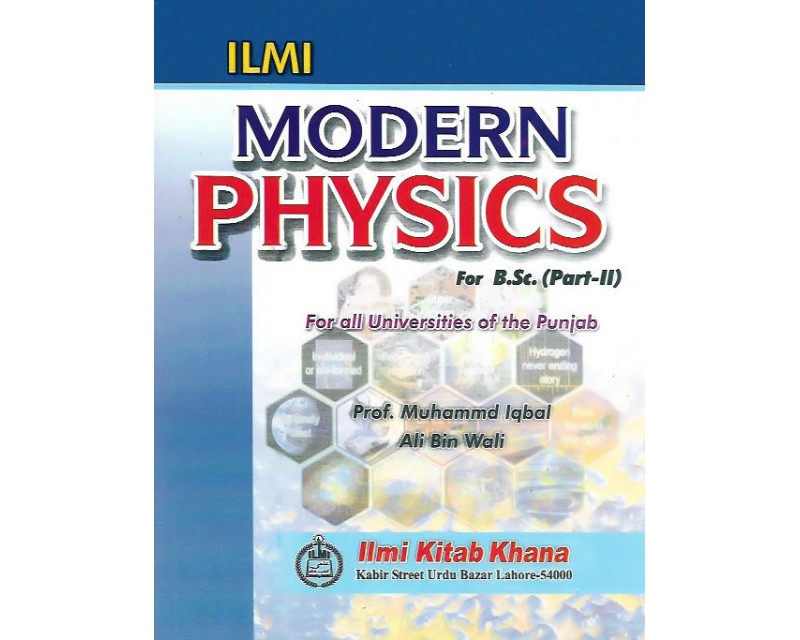 ILMI
MODERN
PHYSICS
For B.Sc. (Part-II)
For all Universities of the Punjab
Hydrogen
never ending
story
Prof. Muhammd Iqbal
Ali Bin Wali
ILMI
Ilmi Kitab Khana
Kabir Street Urdu Bazar Lahore-54000